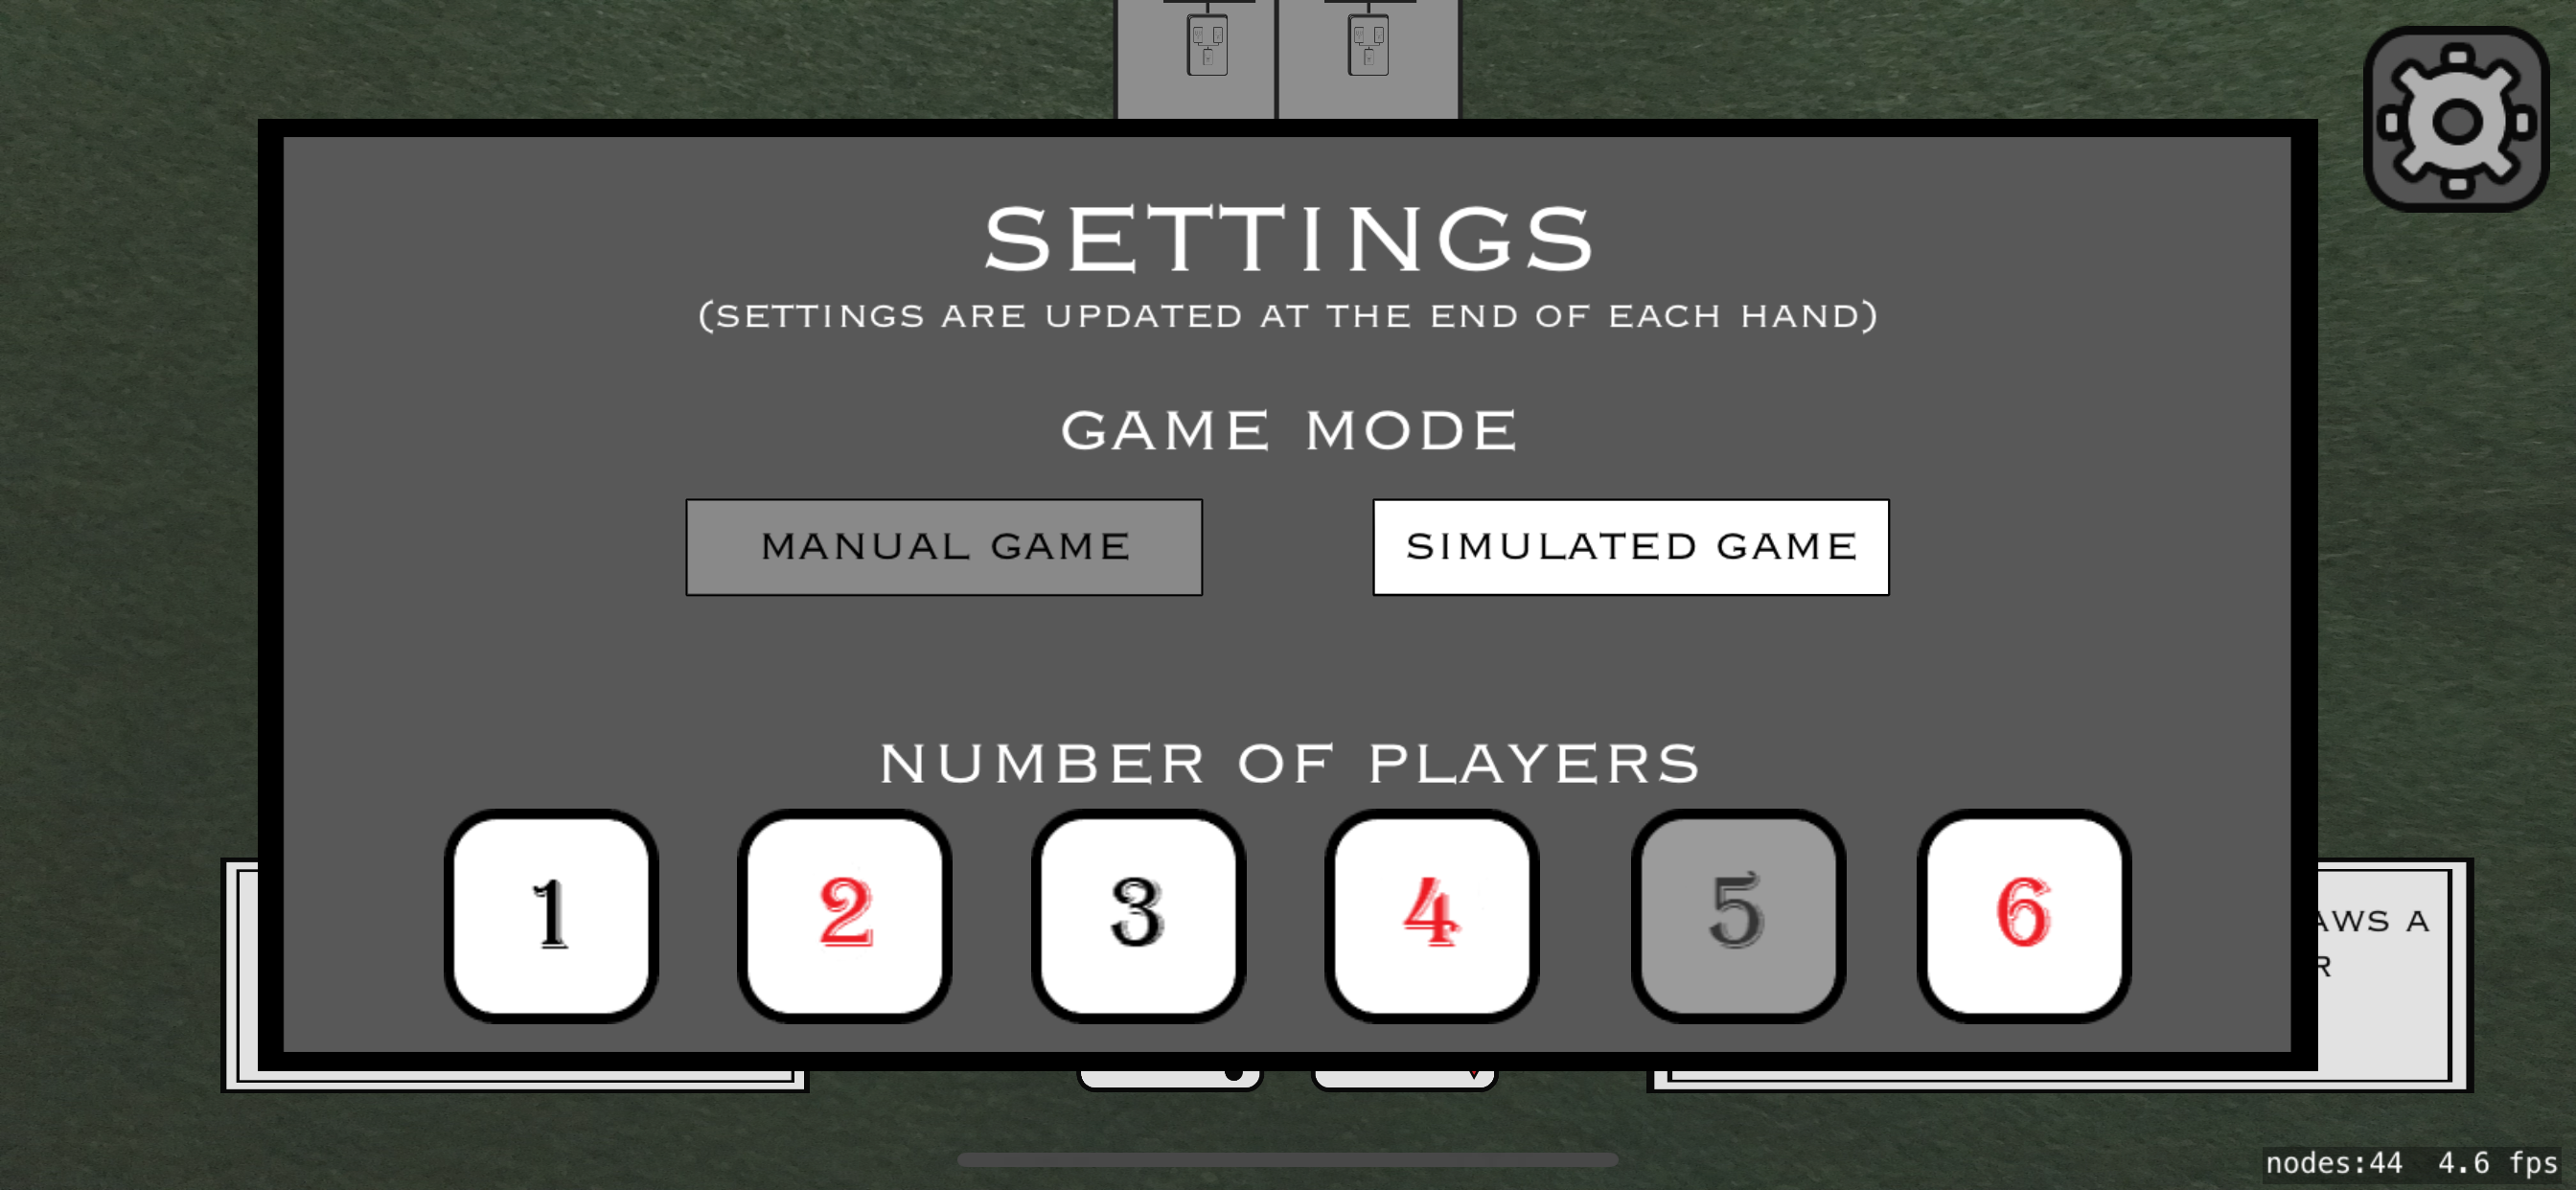 SETTINGS
(SETTINGS ARE UPDATED AT THE END OF EACH HAND)
GAME MODE
MANUAL GAME
SIMULATED GAME
NUMBER OF PLAYERS
1 2 3 4 5 6
AWS A
R
nodes:44 4.6 fps